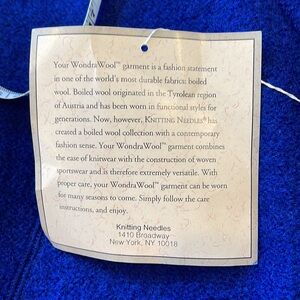 Your WondraWool™ garment is a fashion statement
in one of the world's most durable fabrics: boiled
wool. Boiled wool originated in the Tyrolean region
of Austria and has been worn in functional styles for
generations. Now, however, KNITTING NEEDLES® has
created a boiled wool collection with a contemporary
fashion sense. Your WondraWool™ garment combines
the ease of knitwear with the construction of woven
sportswear and is therefore extremely versatile. With
proper care, your WondraWool™ garment can be worn
for many seasons to come. Simply follow the care
instructions, and enjoy.
Knitting Needles
1410 Broadway
New York, NY 10018